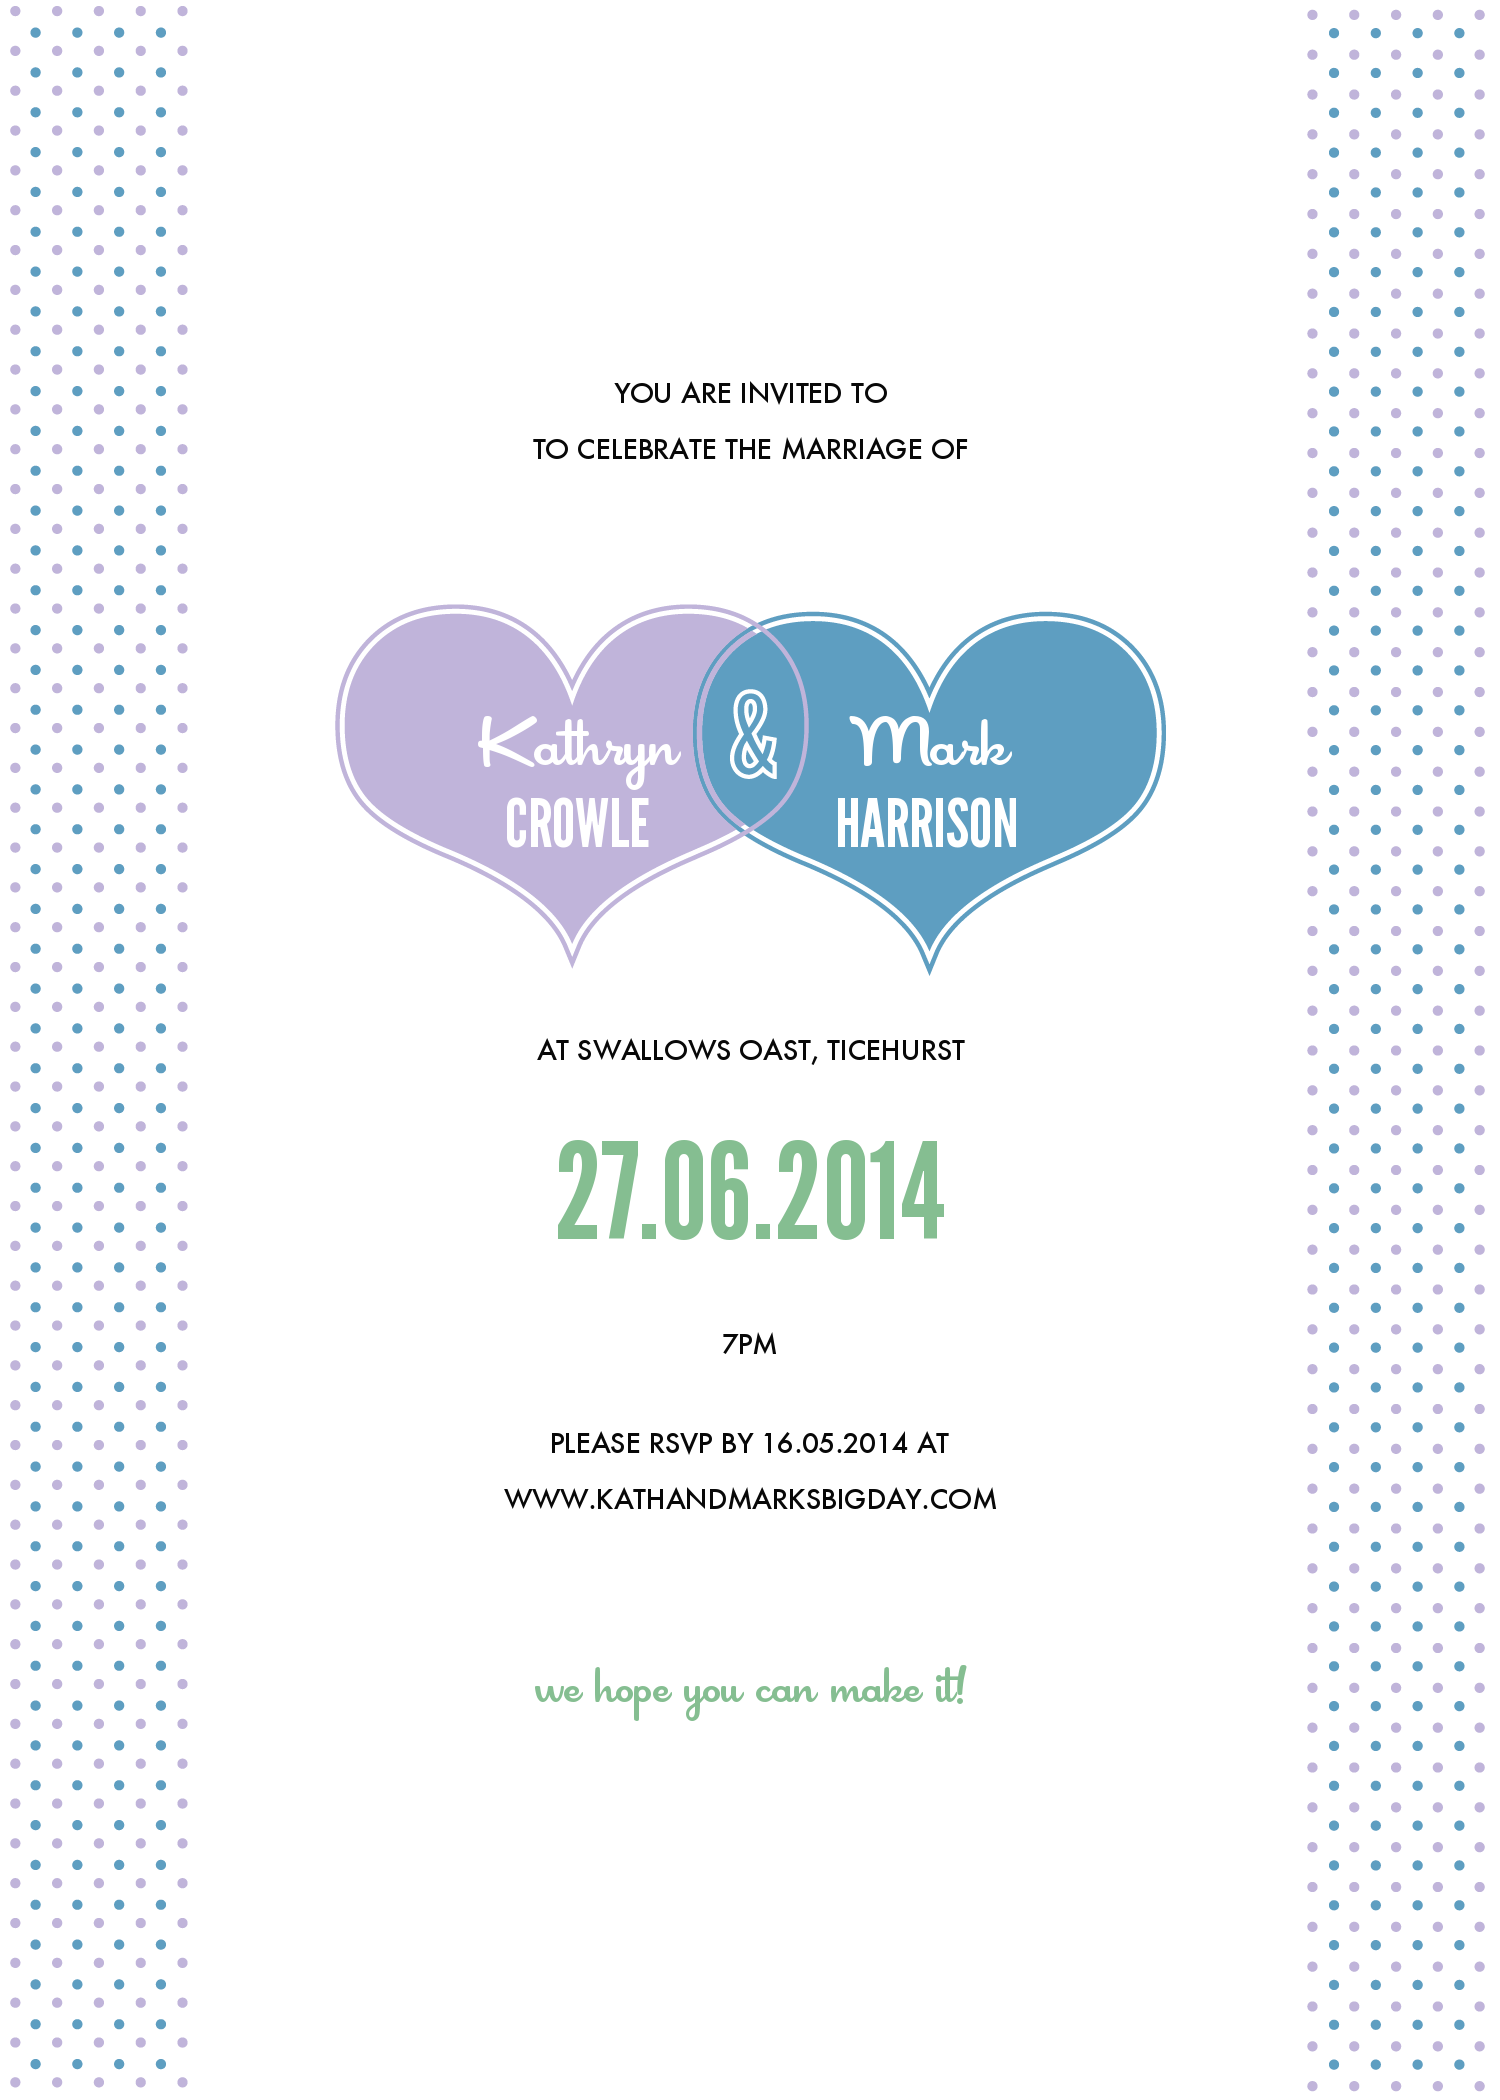 YOU ARE INVITED TO
TO CELEBRATE THE MARRIAGE OF
Kathryn
CROWLE
&
Mark
HARRISON
AT SWALLOWS OAST, TICEHURST
27.06.2014
7PM
PLEASE RSVP BY 16.05.2014 AT
WWW.KATHANDMARKSBIGDAY.COM
we hope you can make it!